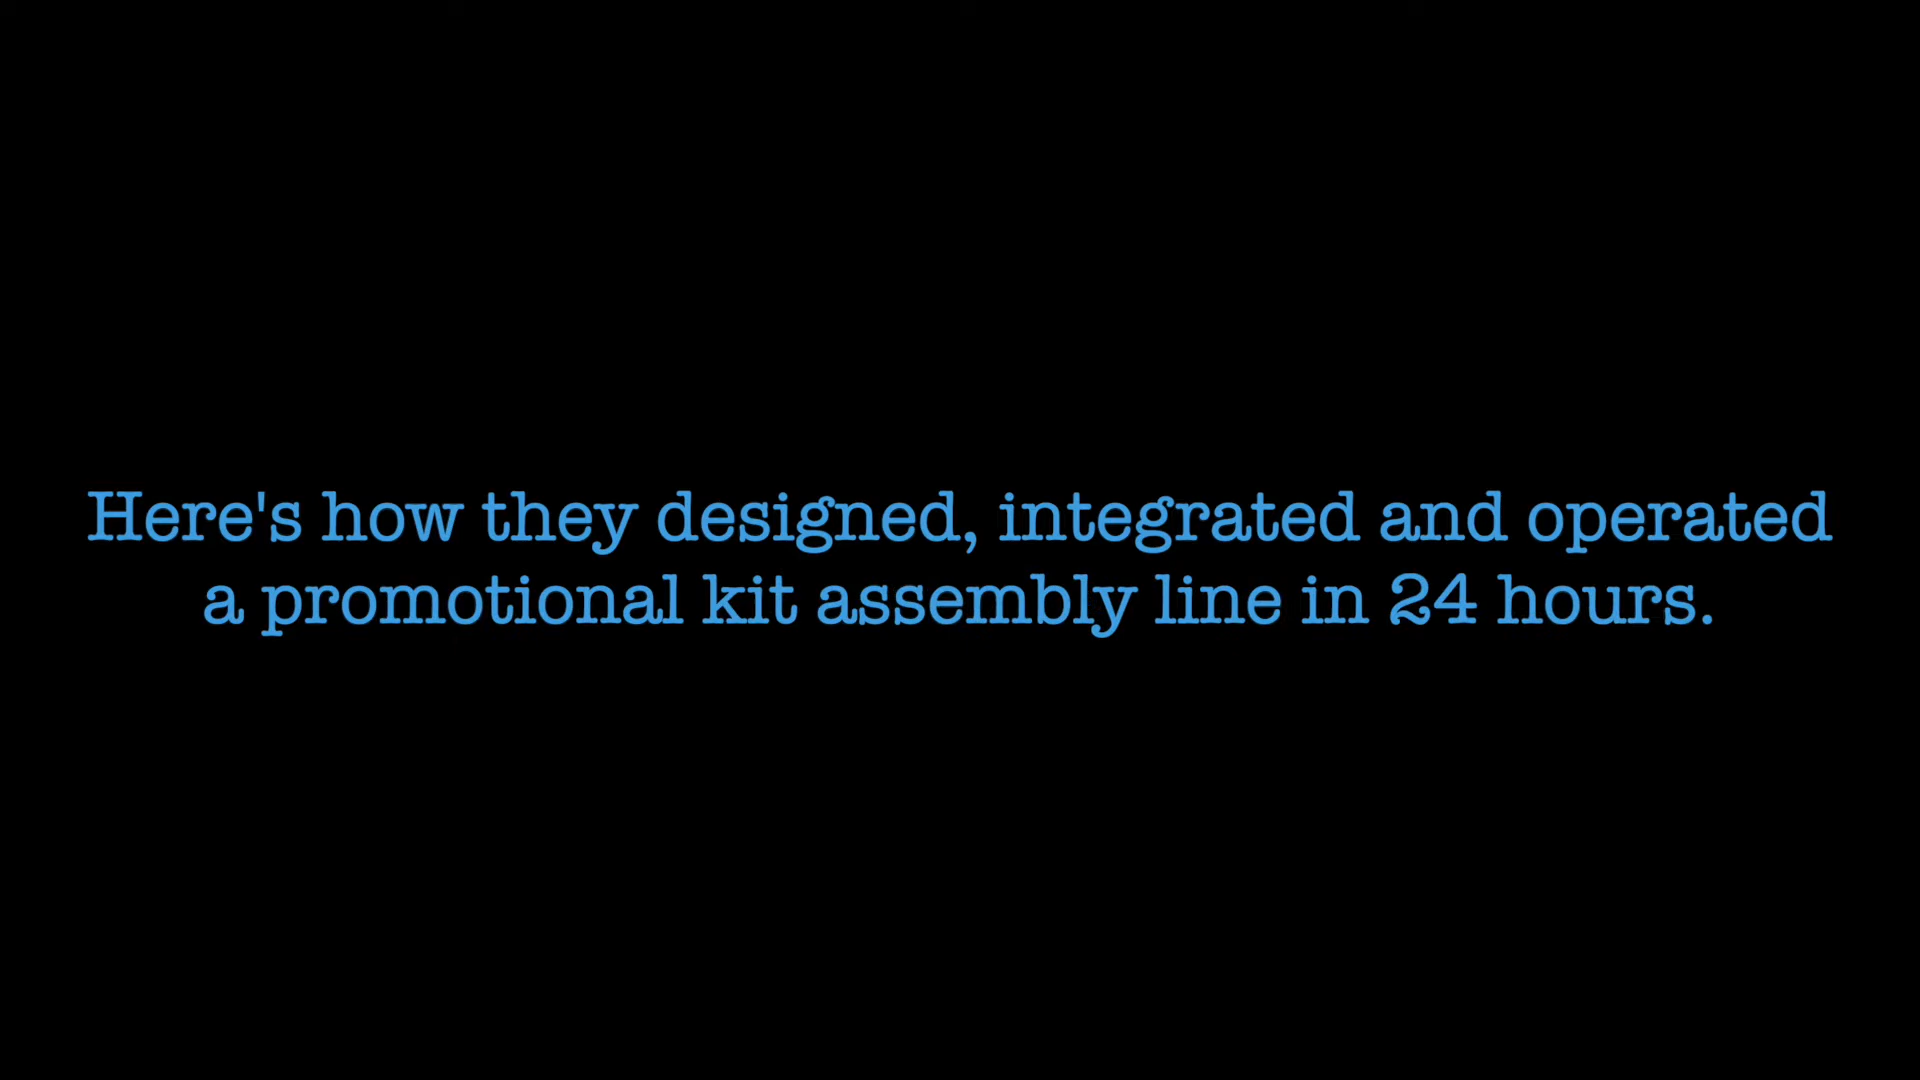 Here's how they designed, integrated and operated
a promotional kit assembly line in 24 hours.